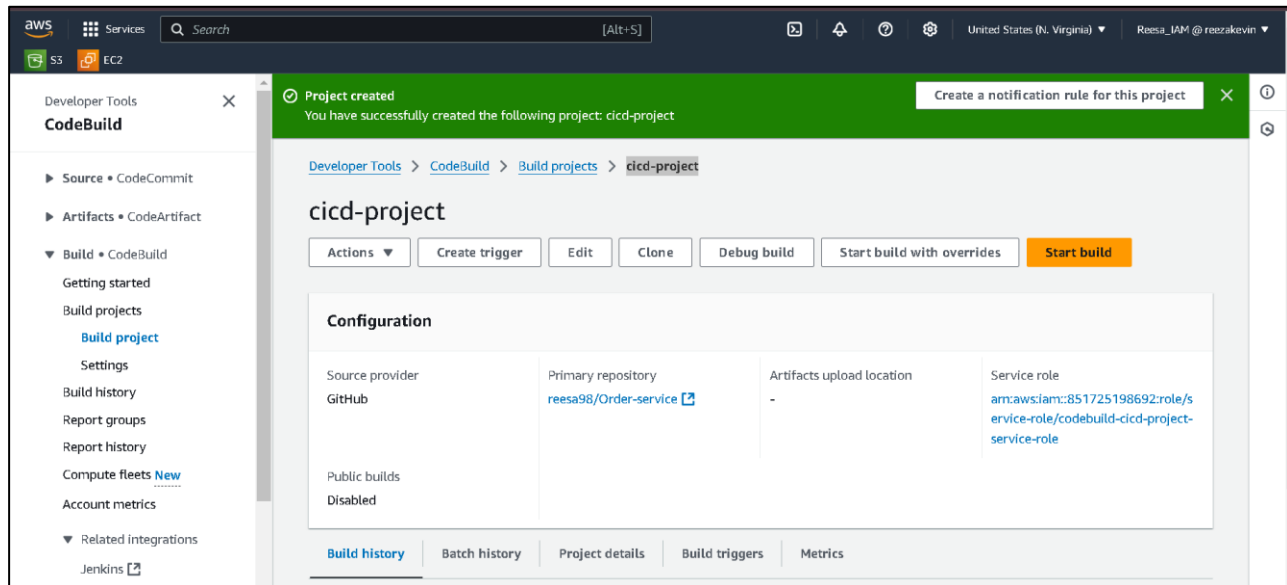 aws
Services
Search [Alt+S]
United States (N. Virginia) ▼
Reesa_IAM @ reezakevin ▼
S3
EC2
Developer Tools
CodeBuild
Source • CodeCommit
Artifacts • CodeArtifact
Build • CodeBuild
Getting started
Build projects
Build project
Settings
Build history
Report groups
Report history
Compute fleets New
Account metrics
Related integrations
Jenkins
Project created
You have successfully created the following project: cicd-project
Create a notification rule for this project
Developer Tools > CodeBuild > Build projects > cicd-project
cicd-project
Actions ▼
Create trigger
Edit
Clone
Debug build
Start build with overrides
Start build
Configuration
Source provider
GitHub
Primary repository
reesa98/Order-service
Artifacts upload location
-
Service role
arn:aws:iam::851725198692:role/s
ervice-role/codebuild-cicd-project-
service-role
Public builds
Disabled
Build history
Batch history
Project details
Build triggers
Metrics